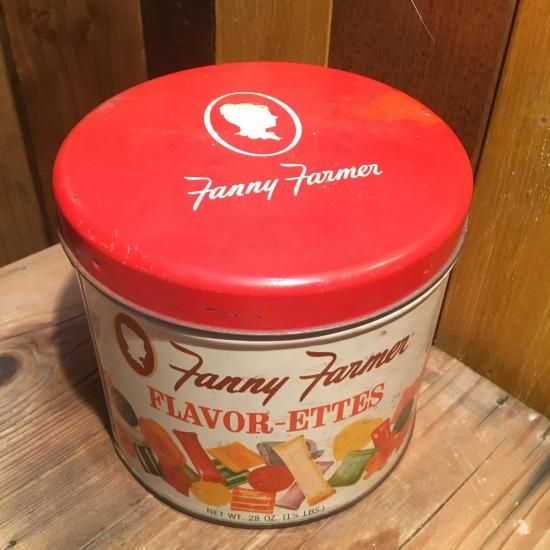 Fanny Farmer
Fanny Farmer
FLAVOR-ETTES
NET WT. 28 OZ. (1¾ LBS.)